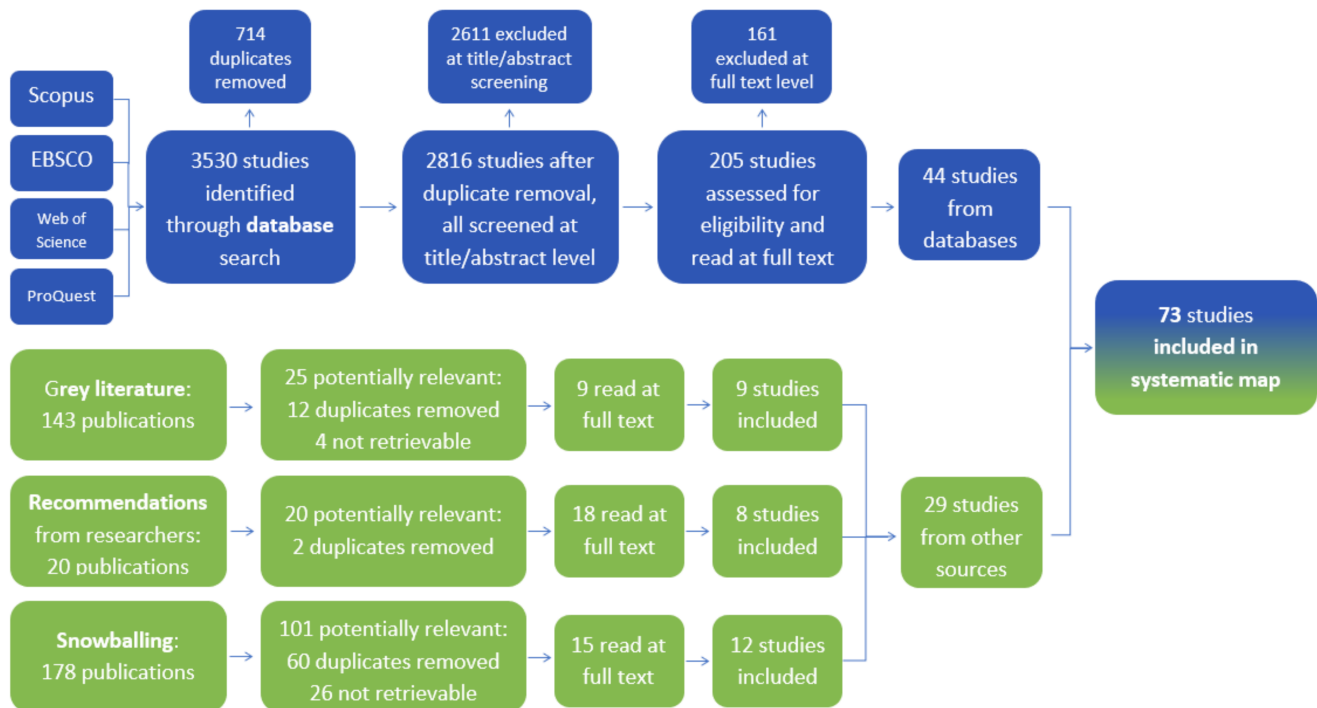 714
duplicates
removed
2611 excluded
at title/abstract
screening
161
excluded at
full text level
Scopus
EBSCO
Web of
Science
ProQuest
3530 studies
identified
through database
search
2816 studies after
duplicate removal,
all screened at
title/abstract level
205 studies
assessed for
eligibility and
read at full text
44 studies
from
databases
73 studies
included in
systematic map
Grey literature:
143 publications
25 potentially relevant:
12 duplicates removed
4 not retrievable
9 read at
full text
9 studies
included
Recommendations
from researchers:
20 publications
20 potentially relevant:
2 duplicates removed
18 read at
full text
8 studies
included
29 studies
from other
sources
Snowballing:
178 publications
101 potentially relevant:
60 duplicates removed
26 not retrievable
15 read at
full text
12 studies
included